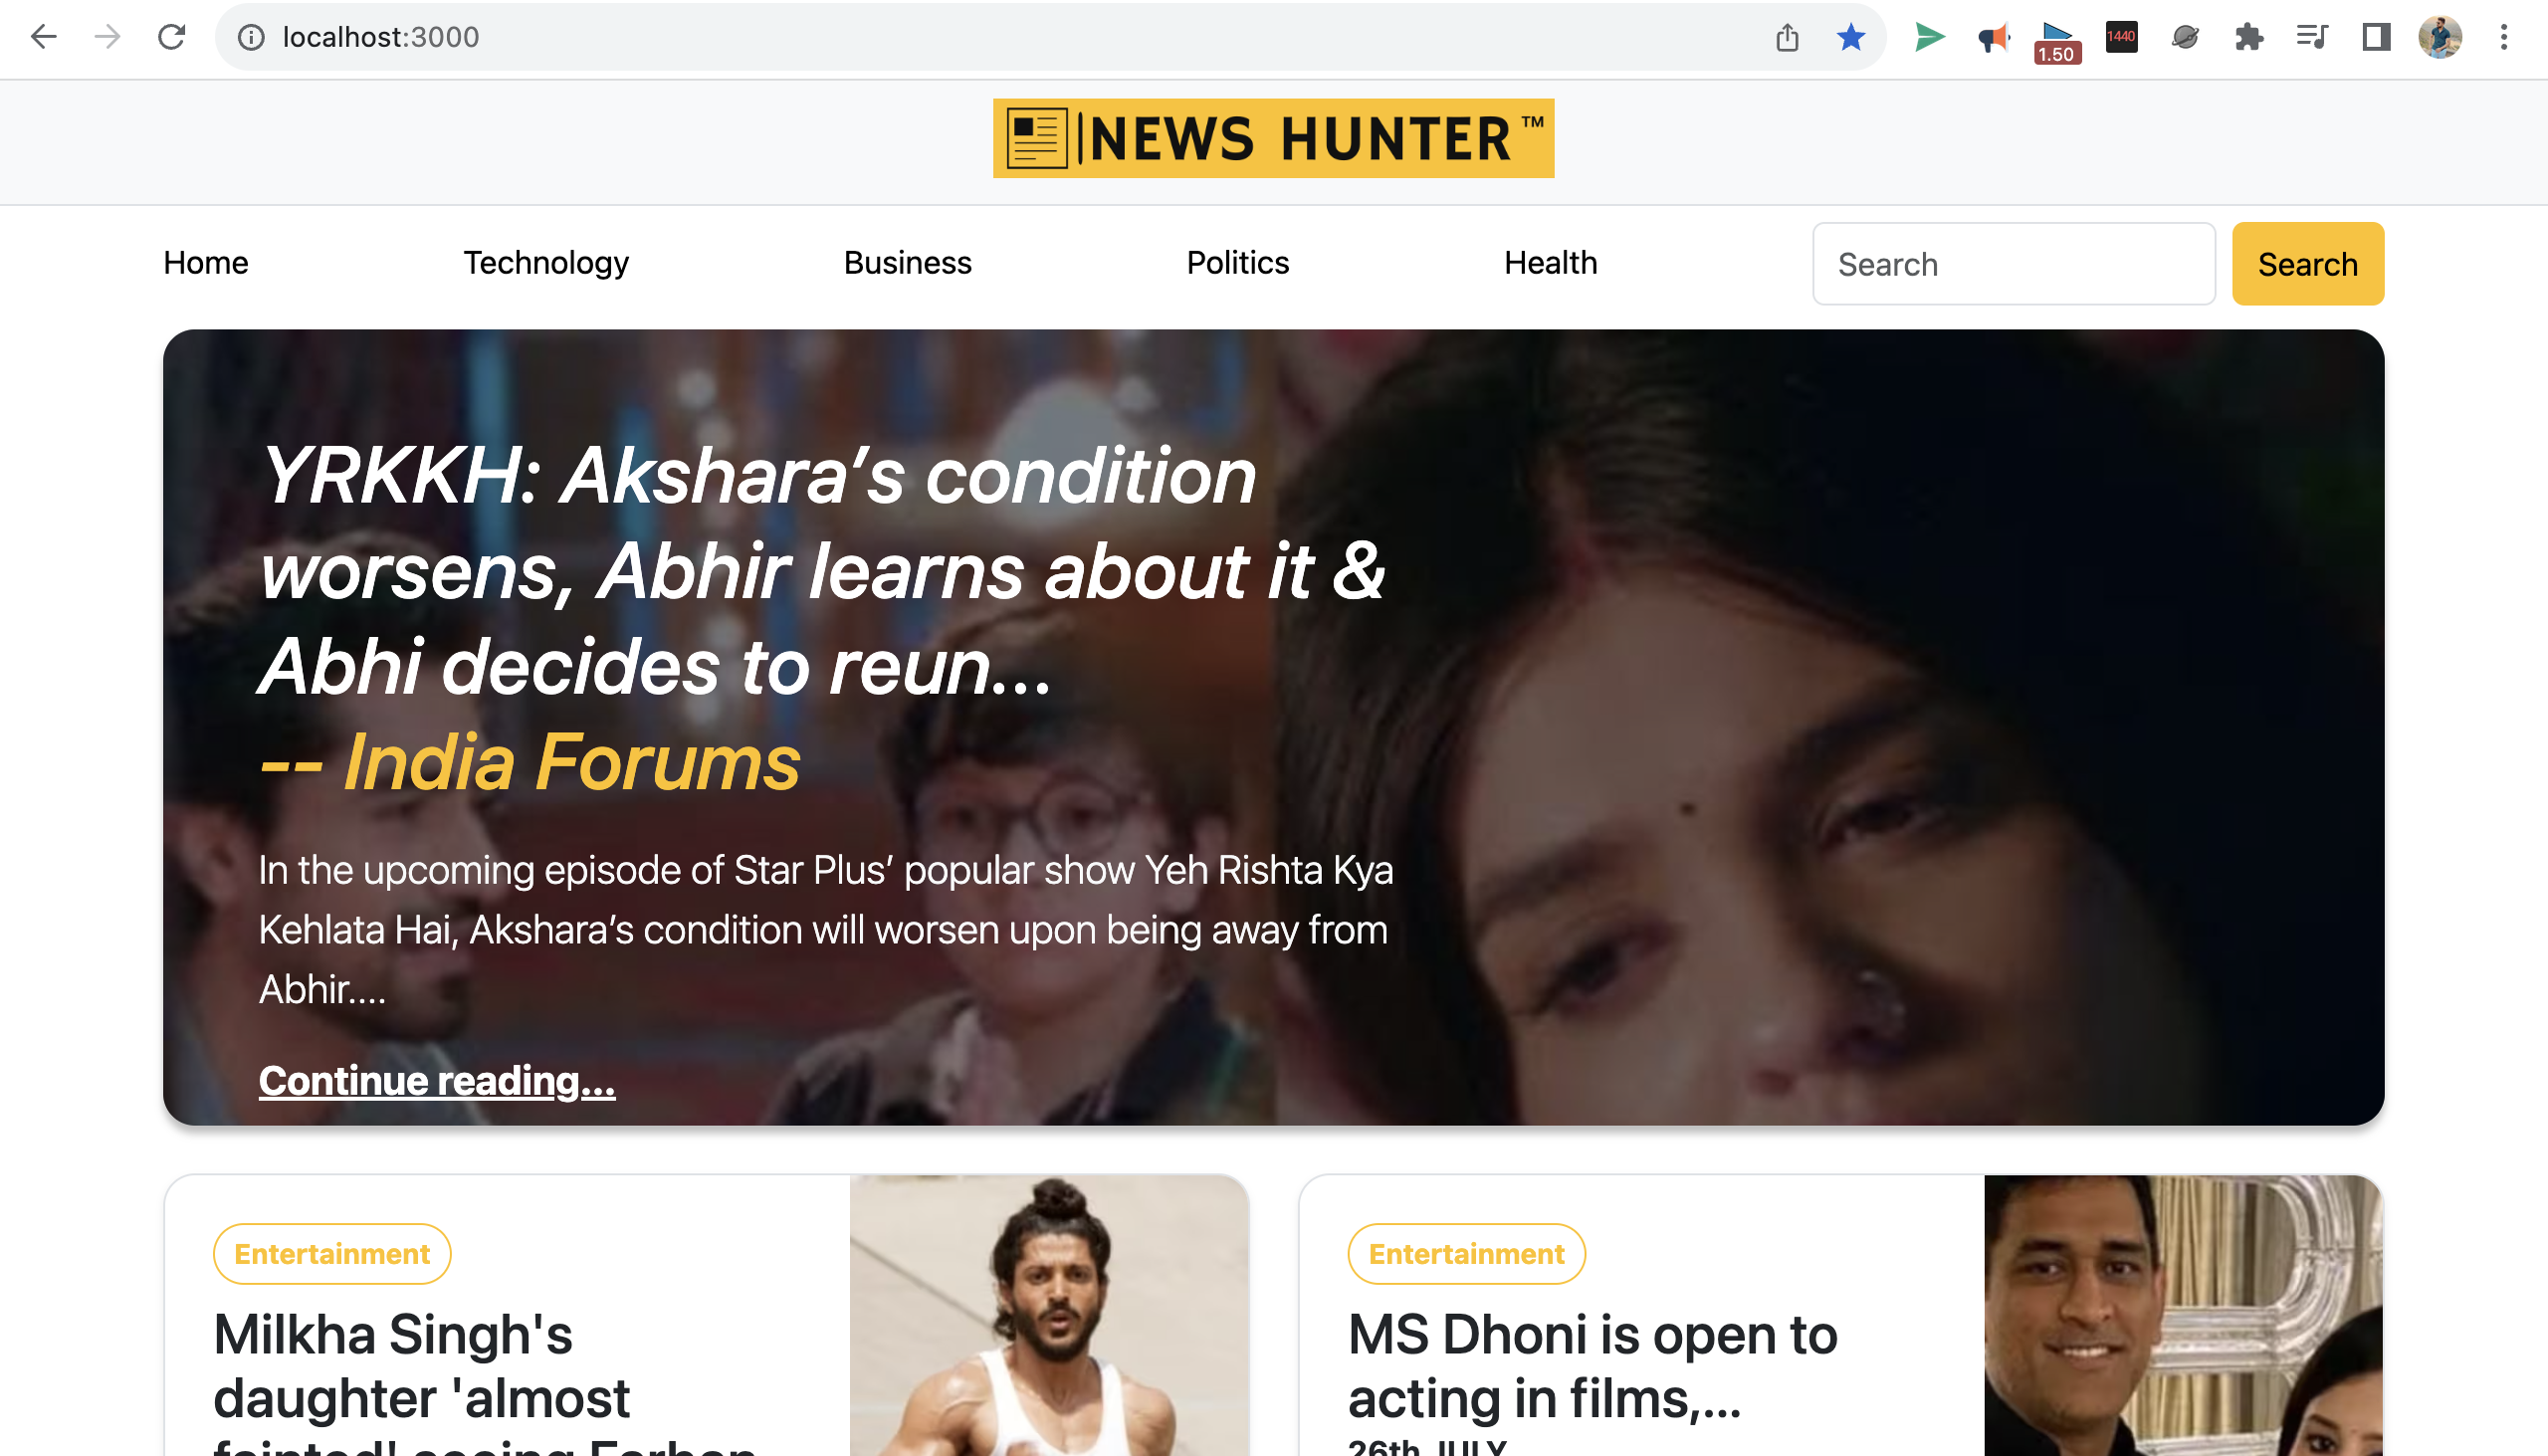 localhost:3000
1.50
1440
NEWS HUNTER™
Home
Technology
Business
Politics
Health
Search
Search
YRKKH: Akshara’s condition
worsens, Abhir learns about it &
Abhi decides to reun...
-- India Forums
In the upcoming episode of Star Plus’ popular show Yeh Rishta Kya
Kehlata Hai, Akshara’s condition will worsen upon being away from
Abhir....
Continue reading...
Entertainment
Milkha Singh's
daughter 'almost
fainted' seeing Farhan
Entertainment
MS Dhoni is open to
acting in films,...
26th JULY